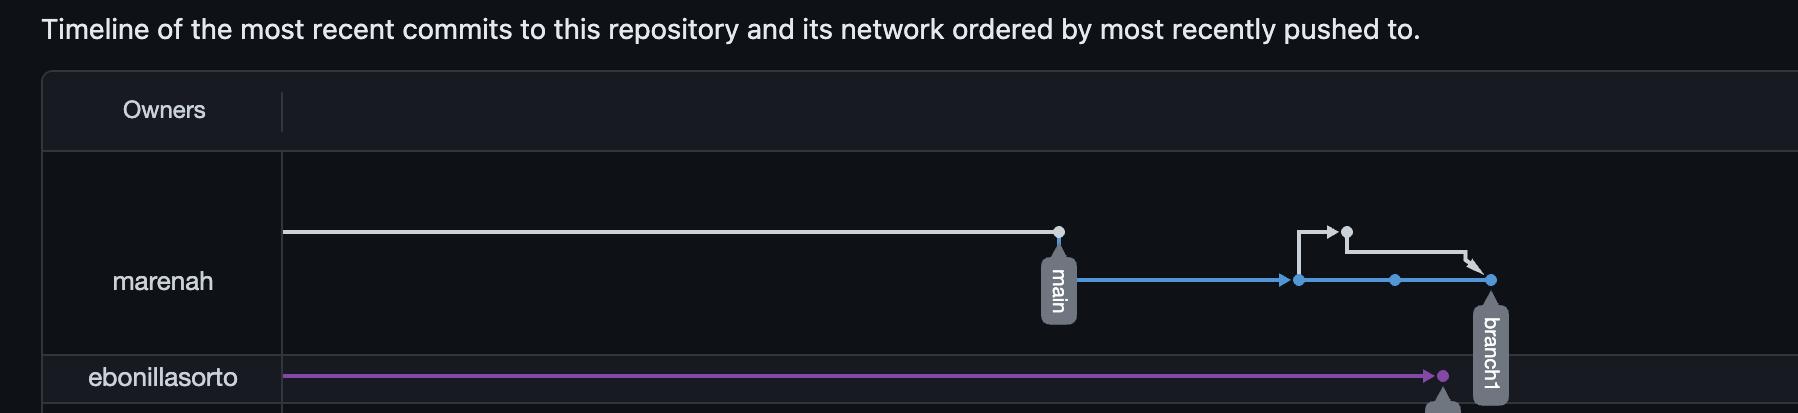 Timeline of the most recent commits to this repository and its network ordered by most recently pushed to.
Owners
marenah
main
branch1
ebonillasorto